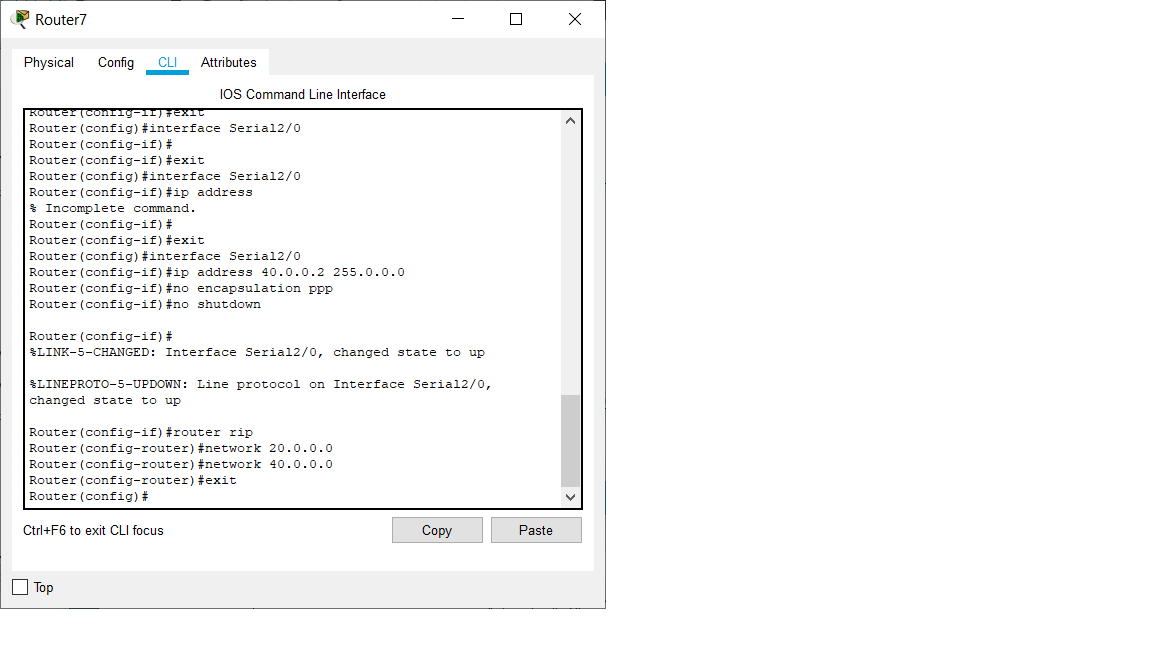 Router7
Physical Config CLI Attributes
IOS Command Line Interface
Router(config-if)#exit
Router(config)#interface Serial2/0
Router(config-if)#
Router(config-if)#exit
Router(config)#interface Serial2/0
Router(config-if)#ip address
% Incomplete command.
Router(config-if)#
Router(config-if)#exit
Router(config)#interface Serial2/0
Router(config-if)#ip address 40.0.0.2 255.0.0.0
Router(config-if)#no encapsulation ppp
Router(config-if)#no shutdown
Router(config-if)#
%LINK-5-CHANGED: Interface Serial2/0, changed state to up
%LINEPROTO-5-UPDOWN: Line protocol on Interface Serial2/0,
changed state to up
Router(config-if)#router rip
Router(config-router)#network 20.0.0.0
Router(config-router)#network 40.0.0.0
Router(config-router)#exit
Router(config)#
Ctrl+F6 to exit CLI focus
Copy Paste
Top